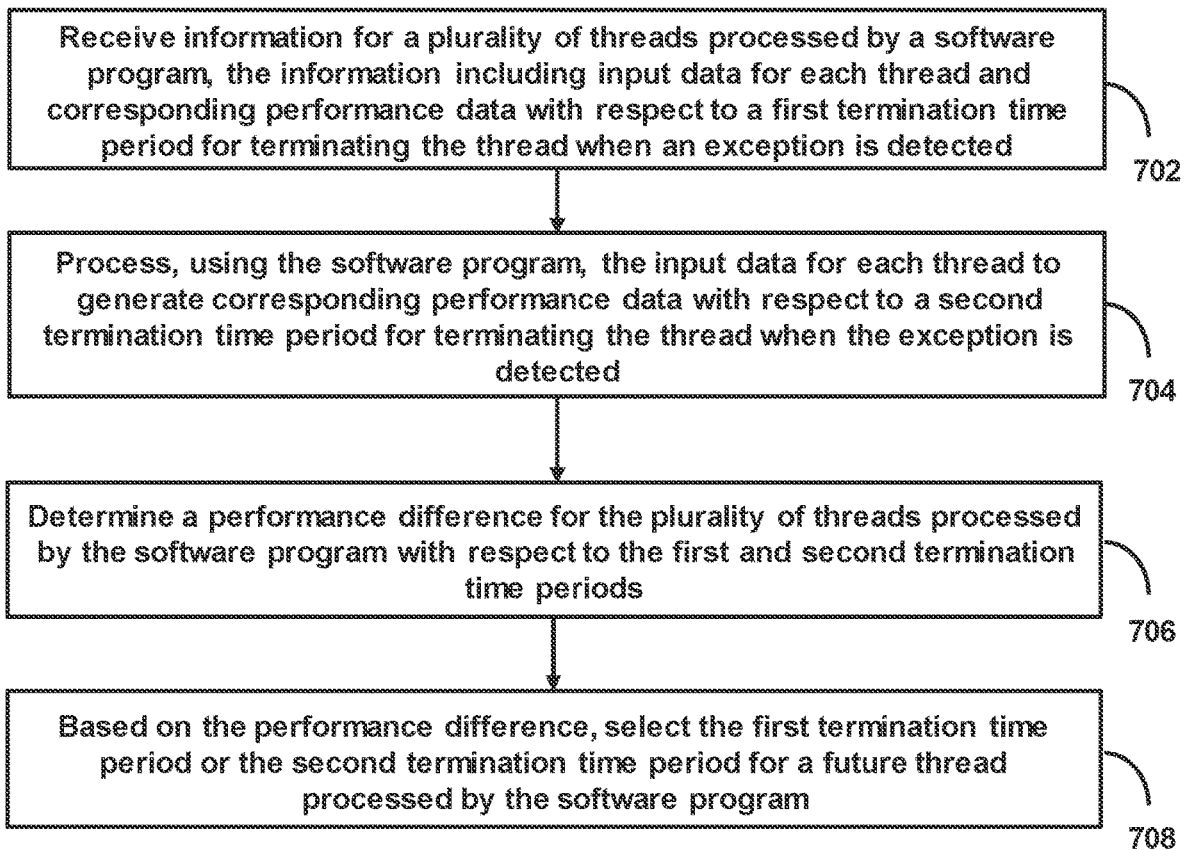 Receive information for a plurality of threads processed by a software
program, the information including input data for each thread and
corresponding performance data with respect to a first termination time
period for terminating the thread when an exception is detected
702
Process, using the software program, the input data for each thread to
generate corresponding performance data with respect to a second
termination time period for terminating the thread when the exception is
detected
704
Determine a performance difference for the plurality of threads processed
by the software program with respect to the first and second termination
time periods
706
Based on the performance difference, select the first termination time
period or the second termination time period for a future thread
processed by the software program
708